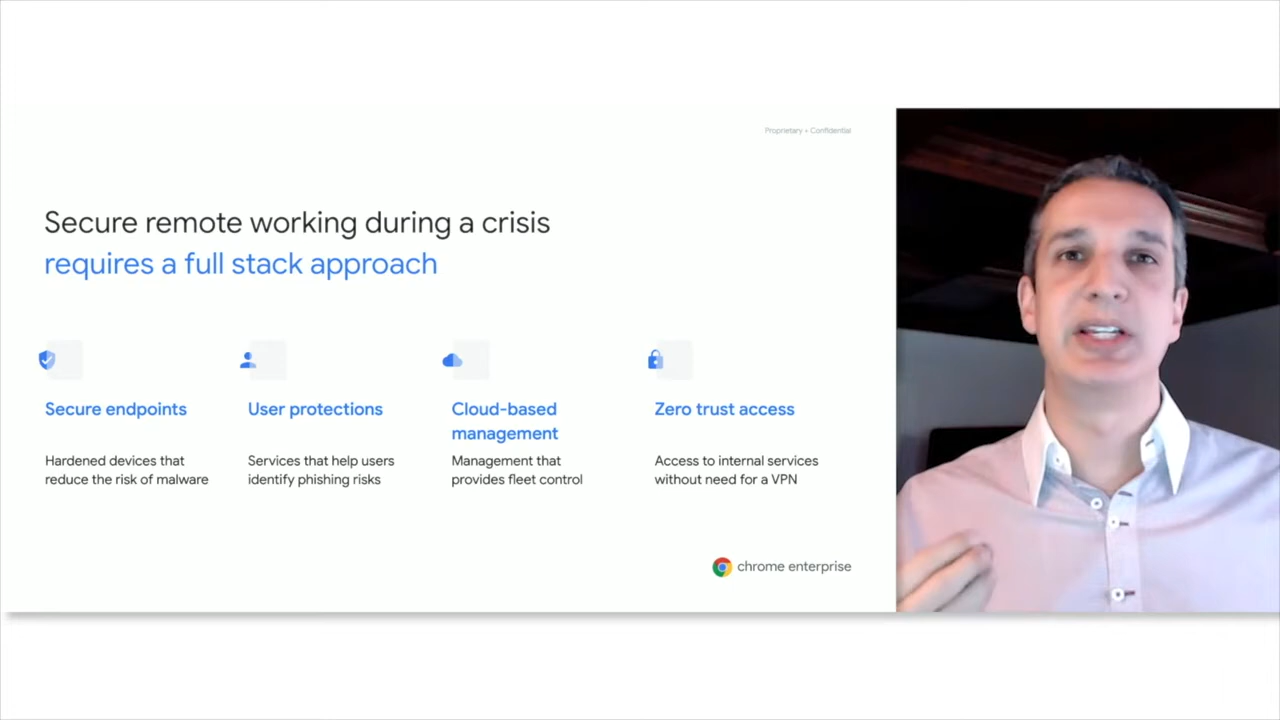 Proprietary + Confidential
Secure remote working during a crisis
requires a full stack approach
Secure endpoints
Hardened devices that
reduce the risk of malware
User protections
Services that help users
identify phishing risks
Cloud-based
management
Management that
provides fleet control
Zero trust access
Access to internal services
without need for a VPN
chrome enterprise